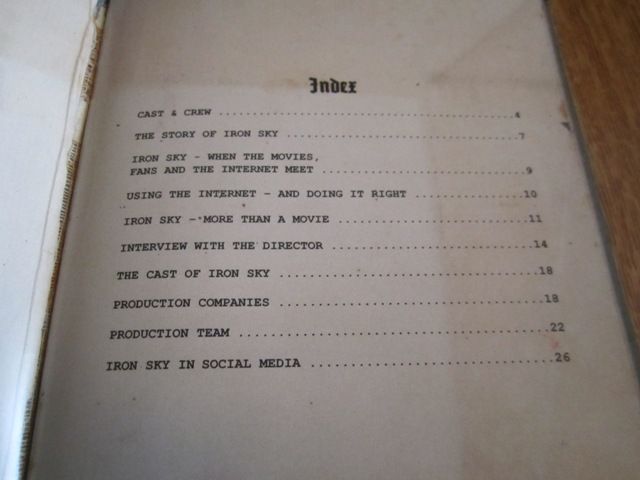 Index
CAST & CREW ........................................4
THE STORY OF IRON SKY ................................7
IRON SKY - WHEN THE MOVIES,
FANS AND THE INTERNET MEET ...........................9
USING THE INTERNET - AND DOING IT RIGHT ..............10
IRON SKY - MORE THAN A MOVIE .........................11
INTERVIEW WITH THE DIRECTOR ..........................14
THE CAST OF IRON SKY .................................18
PRODUCTION COMPANIES .................................18
PRODUCTION TEAM ......................................22
IRON SKY IN SOCIAL MEDIA .............................26